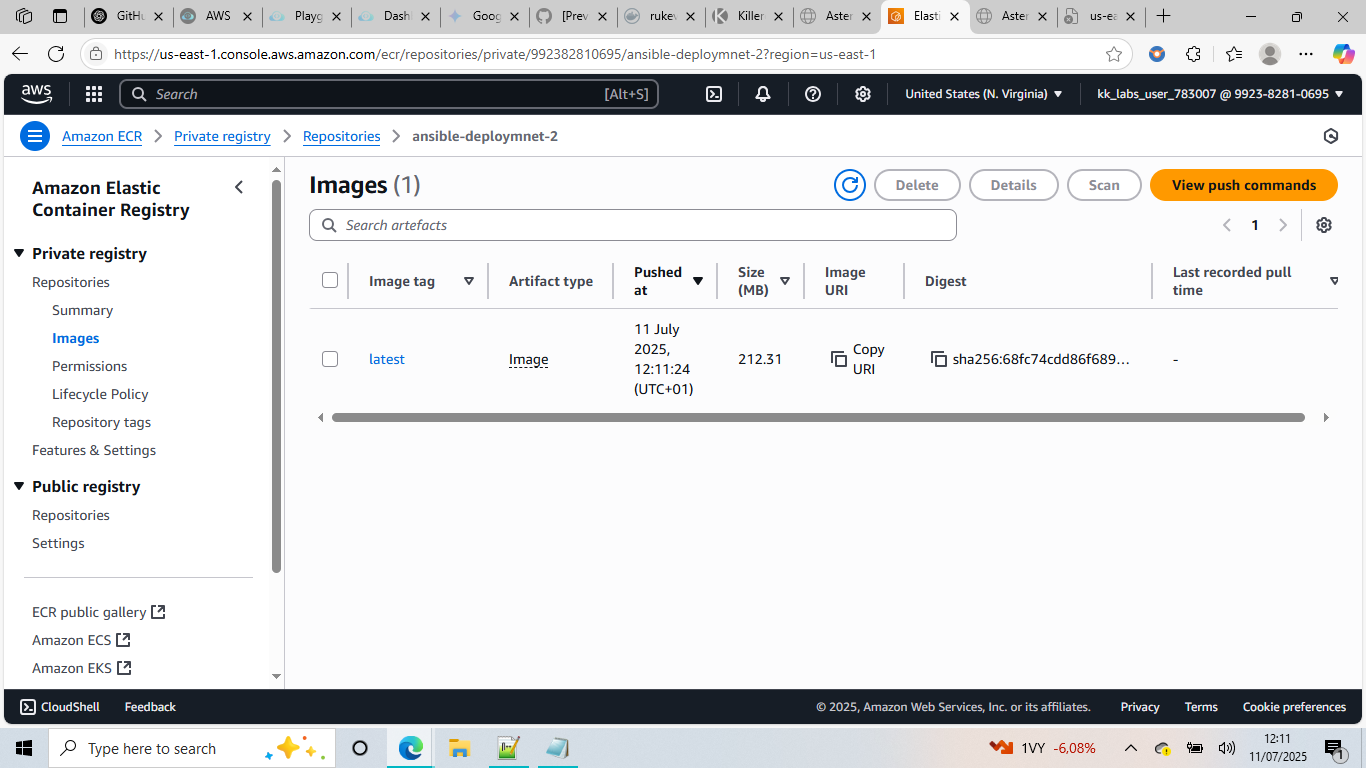 GitHu
AWS
Playg
Dash
Goog
[Prev
rukev
Killer
Aster
Elasti
Aster
us-ea
https://us-east-1.console.aws.amazon.com/ecr/repositories/private/992382810695/ansible-deploymnet-2?region=us-east-1
aws
Search [Alt+S]
United States (N. Virginia)
kk_labs_user_783007 @ 9923-8281-0695
Amazon ECR
Private registry
Repositories
ansible-deploymnet-2
Amazon Elastic
Container Registry
Private registry
Repositories
Summary
Images
Permissions
Lifecycle Policy
Repository tags
Features & Settings
Public registry
Repositories
Settings
ECR public gallery
Amazon ECS
Amazon EKS
Images (1)
Delete
Details
Scan
View push commands
Search artefacts
1
Image tag
Artifact type
Pushed
at
Size
(MB)
Image
URI
Digest
Last recorded pull
time
latest
Image
11 July
2025,
12:11:24
(UTC+01)
212.31
Copy
URI
sha256:68fc74cdd86f689...
-
CloudShell
Feedback
© 2025, Amazon Web Services, Inc. or its affiliates.
Privacy
Terms
Cookie preferences
Type here to search
1VY -6,08%
12:11
11/07/2025
1